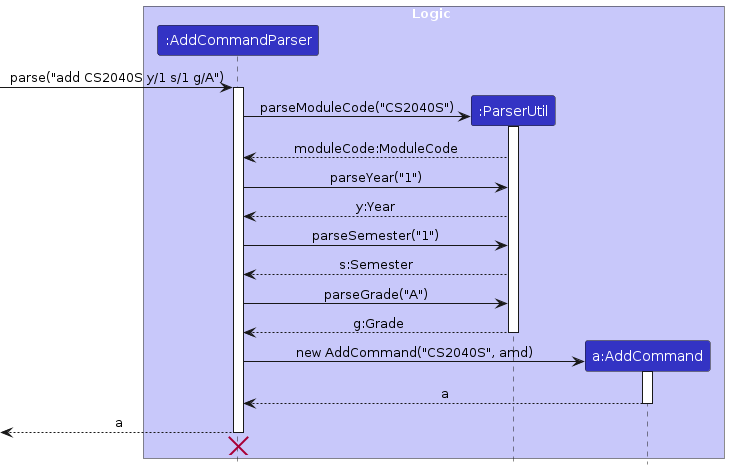 Logic
:AddCommandParser
parse("add CS2040S y/1 s/1 g/A")
parseModuleCode("CS2040S")
:ParserUtil
moduleCode:ModuleCode
parseYear("1")
y:Year
parseSemester("1")
s:Semester
parseGrade("A")
g:Grade
new AddCommand("CS2040S", amd)
a:AddCommand
a
a